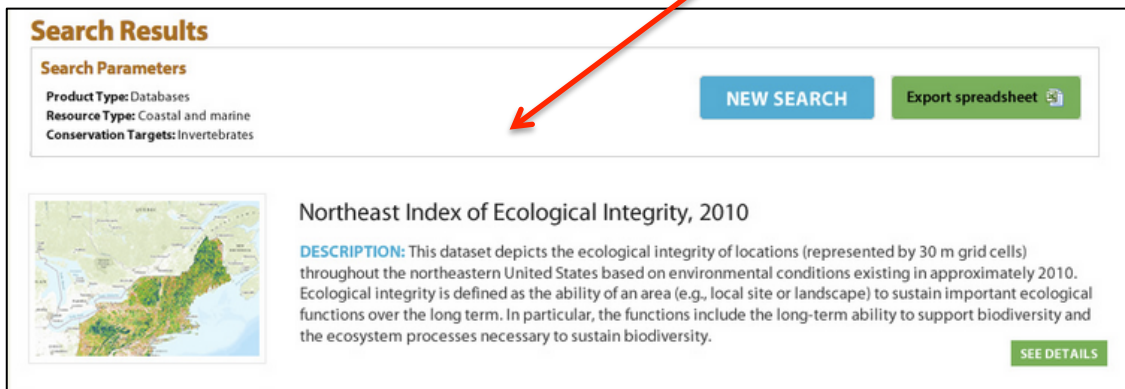 Search Results
Search Parameters
Product Type: Databases
Resource Type: Coastal and marine
Conservation Targets: Invertebrates
NEW SEARCH
Export spreadsheet
Northeast Index of Ecological Integrity, 2010
DESCRIPTION: This dataset depicts the ecological integrity of locations (represented by 30 m grid cells)
throughout the northeastern United States based on environmental conditions existing in approximately 2010.
Ecological integrity is defined as the ability of an area (e.g., local site or landscape) to sustain important ecological
functions over the long term. In particular, the functions include the long-term ability to support biodiversity and
the ecosystem processes necessary to sustain biodiversity.
SEE DETAILS